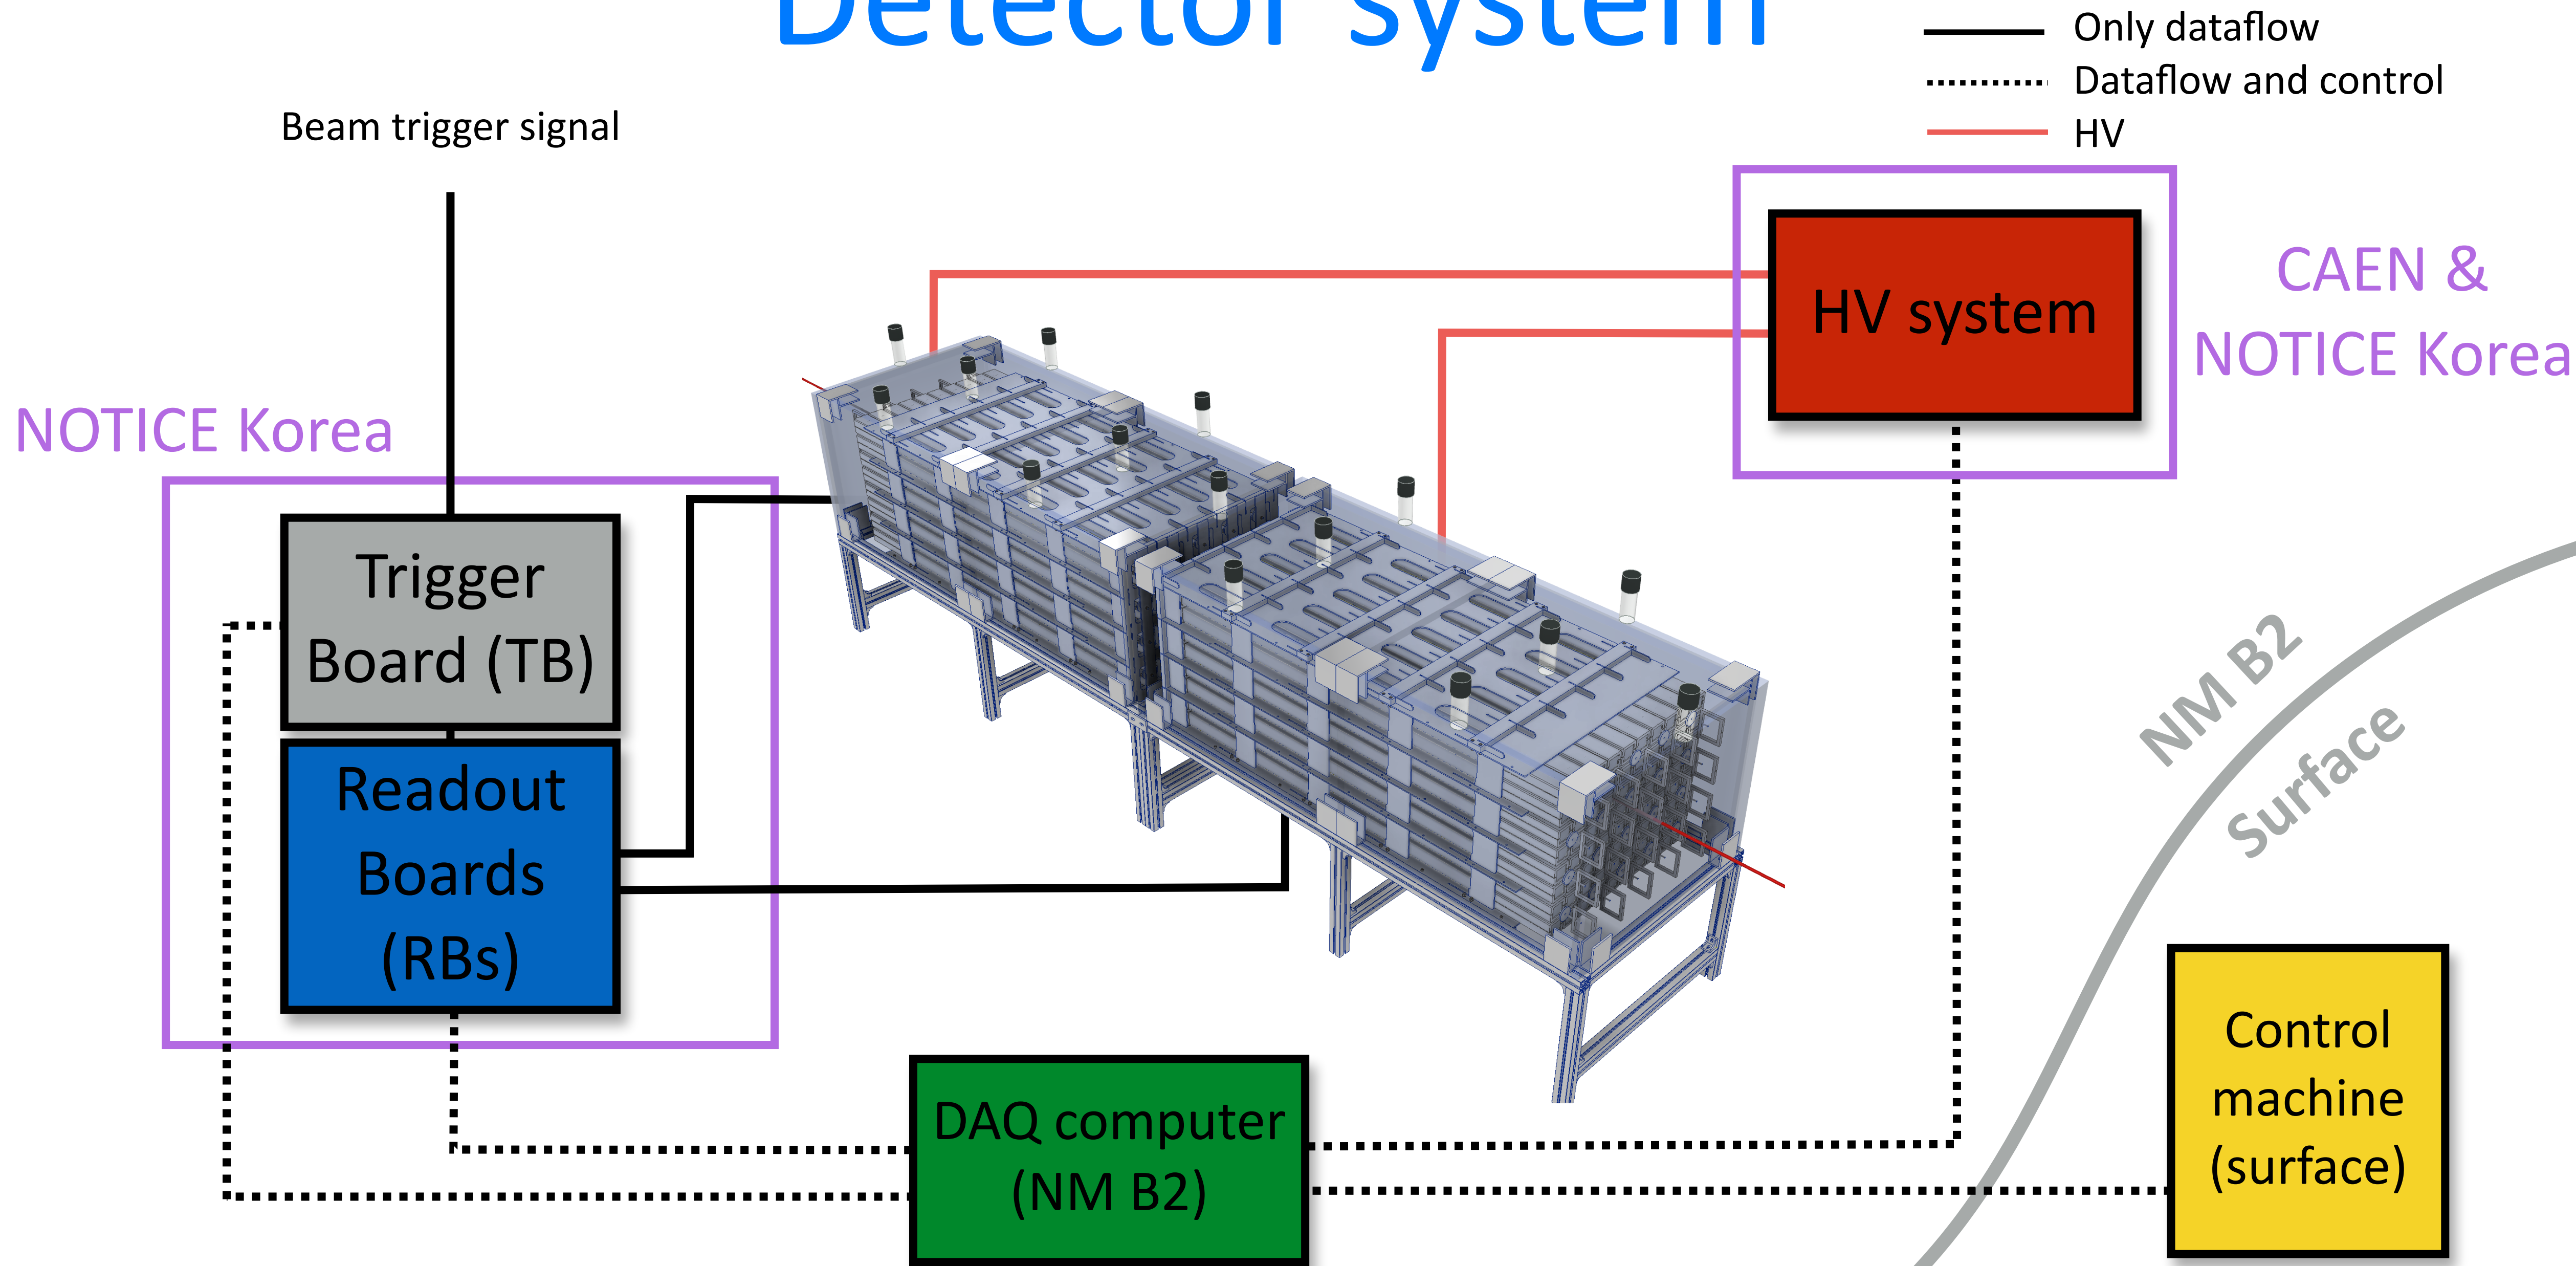 Detector system
Only dataflow
Dataflow and control
HV
Beam trigger signal
HV system
CAEN &
NOTICE Korea
NOTICE Korea
Trigger
Board (TB)
Readout
Boards
(RBs)
NM B2
Surface
DAQ computer
(NM B2)
Control
machine
(surface)